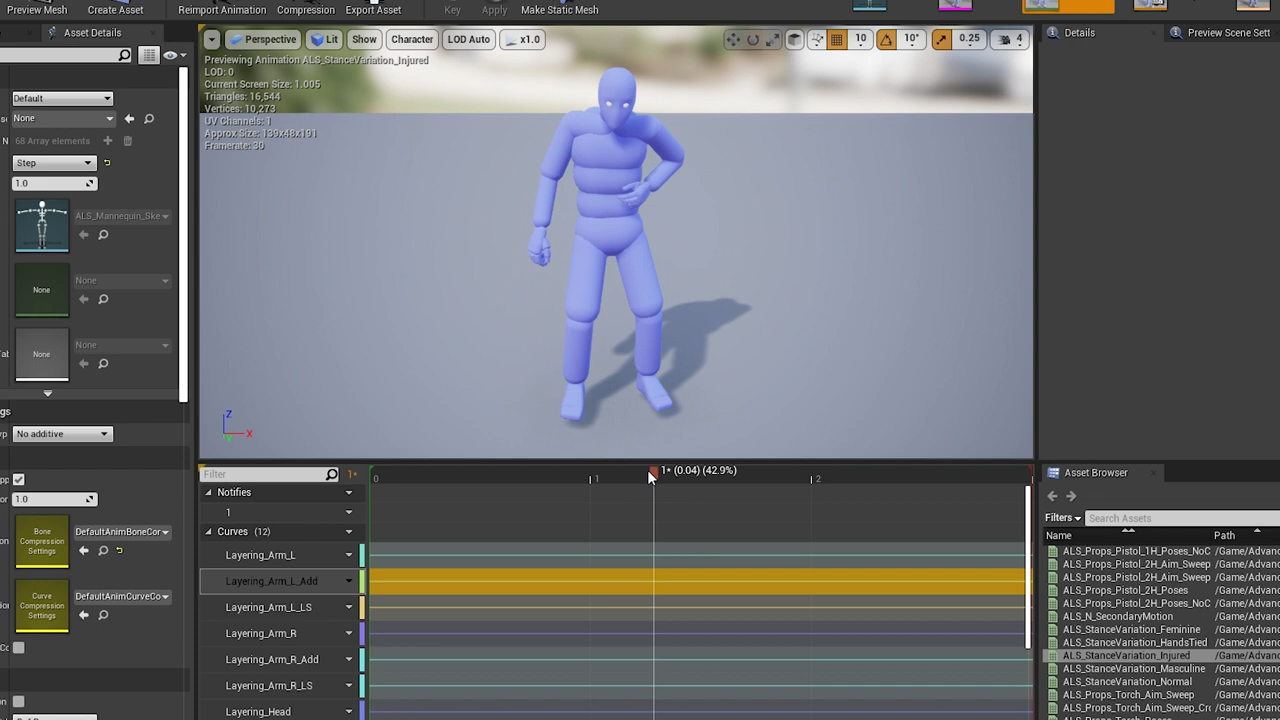 Preview Mesh
Create Asset
Reimport Animation
Compression
Export Asset
Key
Apply
Make Static Mesh
Asset Details
Default
None
68 Array elements
Step
1.0
ALS_Mannequin_Ske
None
None
None
None
No additive
1.0
Bone
Compression
Settings
DefaultAnimBoneCor
Curve
Compression
Settings
DefaultAnimCurveCo
Perspective
Lit
Show
Character
LOD Auto
x1.0
10
10°
0.25
4
Previewing Animation ALS_StanceVariation_Injured
LOD: 0
Current Screen Size: 1.005
Triangles: 16,544
Vertices: 10,273
UV Channels: 1
Approx Size: 139x48x191
Framerate: 30
Z
X
Y
Filter
1*
1* (0.04) (42.9%)
0
1
2
Notifies
1
Curves (12)
Layering_Arm_L
Layering_Arm_L_Add
Layering_Arm_L_LS
Layering_Arm_R
Layering_Arm_R_Add
Layering_Arm_R_LS
Layering_Head
Details
Preview Scene Sett
Asset Browser
Filters
Search Assets
Name
Path
ALS_Props_Pistol_1H_Poses_NoC /Game/Advanc
ALS_Props_Pistol_2H_Aim_Sweep /Game/Advanc
ALS_Props_Pistol_2H_Aim_Sweep /Game/Advanc
ALS_Props_Pistol_2H_Poses /Game/Advanc
ALS_Props_Pistol_2H_Poses_NoC /Game/Advanc
ALS_N_SecondaryMotion /Game/Advanc
ALS_StanceVariation_Feminine /Game/Advanc
ALS_StanceVariation_HandsTied /Game/Advanc
ALS_StanceVariation_Injured /Game/Advanc
ALS_StanceVariation_Masculine /Game/Advanc
ALS_StanceVariation_Normal /Game/Advanc
ALS_Props_Torch_Aim_Sweep /Game/Advanc
ALS_Props_Torch_Aim_Sweep_Cro /Game/Advanc